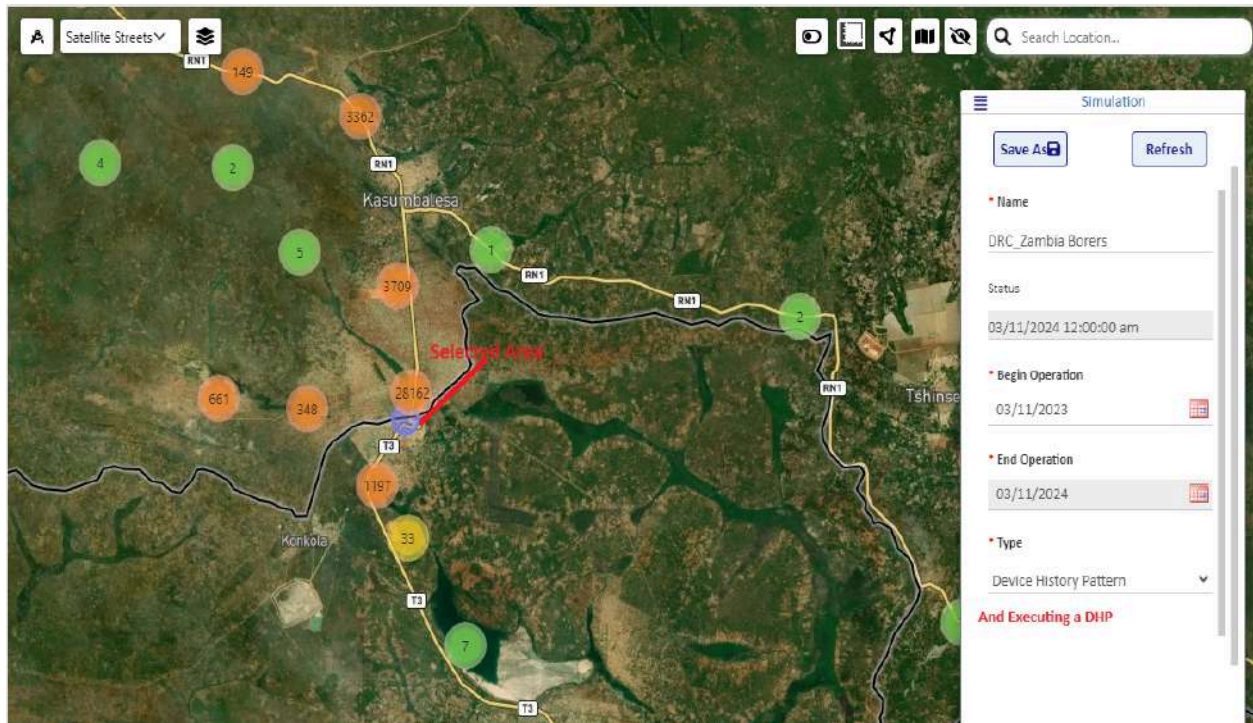 Satellite Streets
Search Location...
RN1
149
3362
4
2
RN1
Kasumbalesa
5
1
RN1
3709
RN1
2
Selected Area
28162
661
348
RN1
Tshinse
T3
1197
Konkola
33
T3
7
T3
Simulation
Save As
Refresh
* Name
DRC_Zambia Borers
Status
03/11/2024 12:00:00 am
* Begin Operation
03/11/2023
* End Operation
03/11/2024
* Type
Device History Pattern
And Executing a DHP